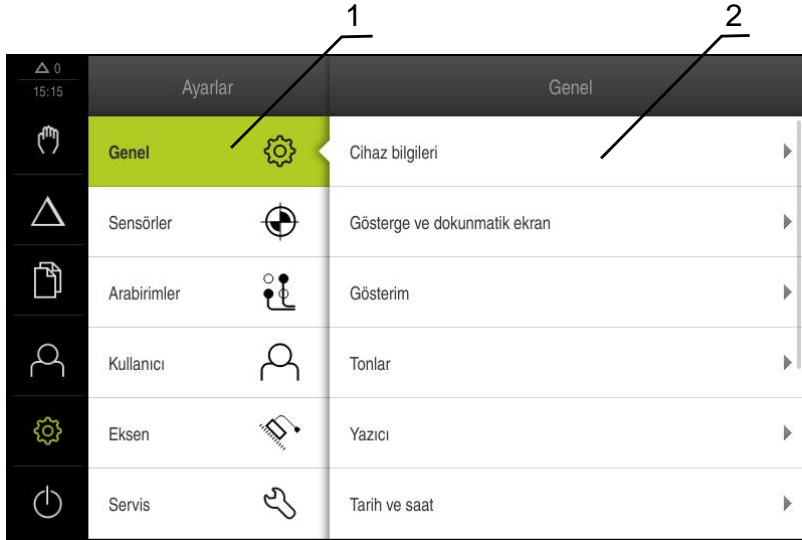 1
2
0
15:15
Ayarlar
Genel
Genel
Sensörler
Arabirimler
Kullanıcı
Eksen
Servis
Cihaz bilgileri
Gösterge ve dokunmatik ekran
Gösterim
Tonlar
Yazıcı
Tarih ve saat